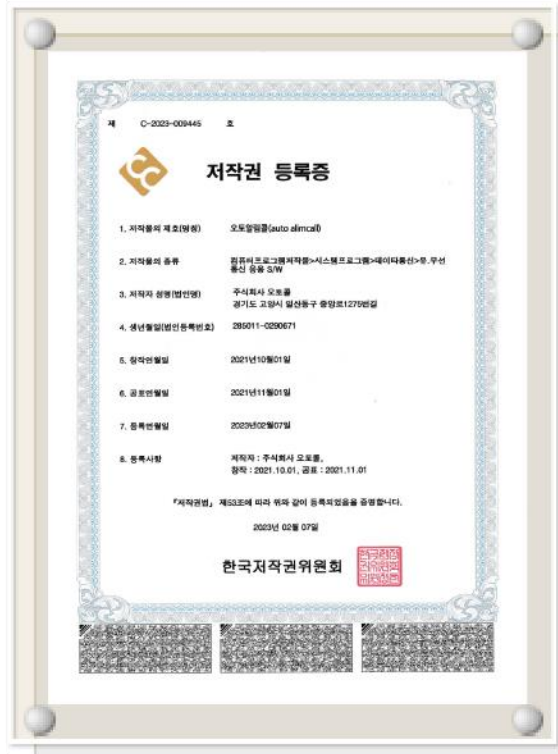 제 C-2023-009445 호
저작권 등록증
1. 저작물의 제호(명칭) 오토알림콜(auto alimcall)
2. 저작물의 종류 컴퓨터프로그램저작물>시스템프로그램>데이타통신>유.무선
통신 응용 S/W
3. 저작자 성명(법인명) 주식회사 오토콜
경기도 고양시 일산동구 중앙로1275번길
4. 생년월일(법인등록번호) 285011-0290671
5. 창작연월일 2021년10월01일
6. 공표연월일 2021년11월01일
7. 등록연월일 2023년02월07일
8. 등록사항 저작자 : 주식회사 오토콜,
창작 : 2021.10.01, 공표 : 2021.11.01
『저작권법』 제53조에 따라 위와 같이 등록되었음을 증명합니다.
2023년 02월 07일
한국저작권위원회